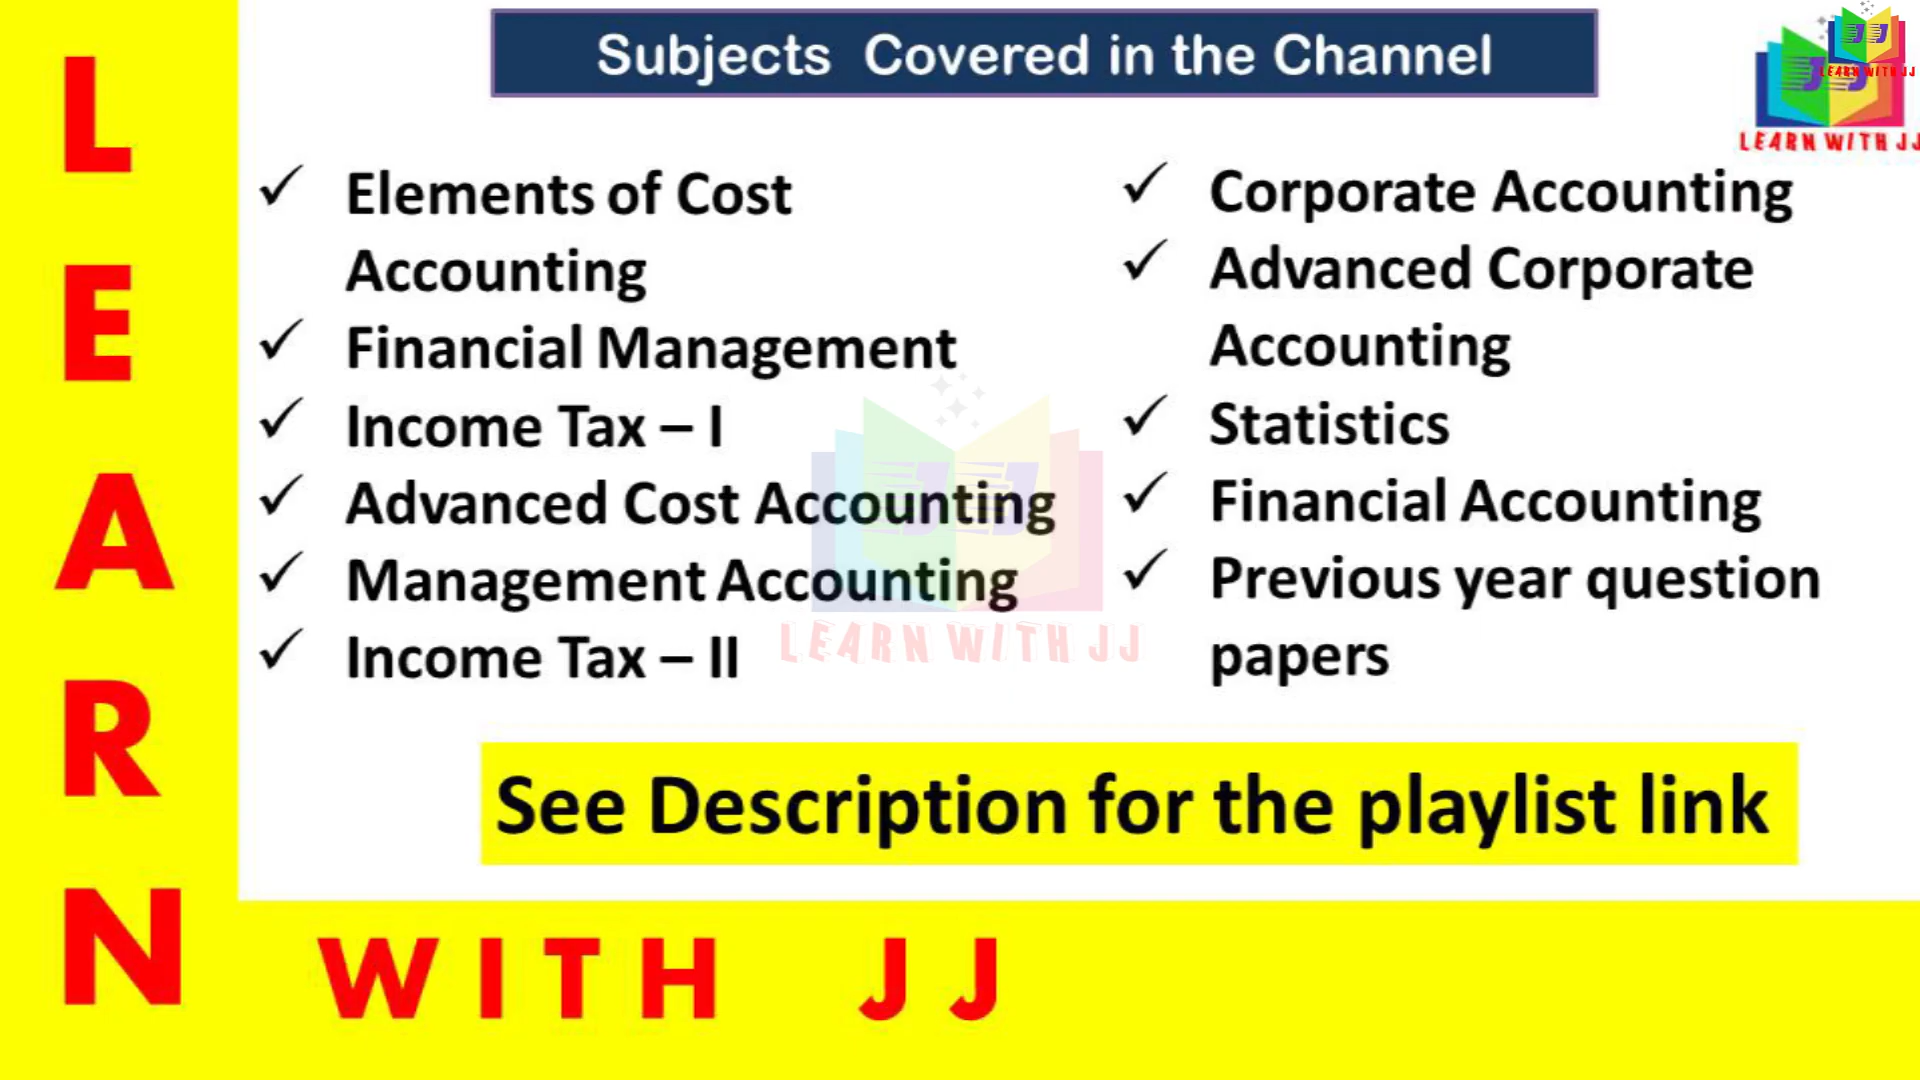 Subjects Covered in the Channel
LEARN WITH JJ
LEARN WITH JJ
Elements of Cost
Accounting
Financial Management
Income Tax – I
Advanced Cost Accounting
Management Accounting
Income Tax – II
Corporate Accounting
Advanced Corporate
Accounting
Statistics
Financial Accounting
Previous year question
papers
LEARN WITH JJ
See Description for the playlist link
L
E
A
R
N
WITH JJ